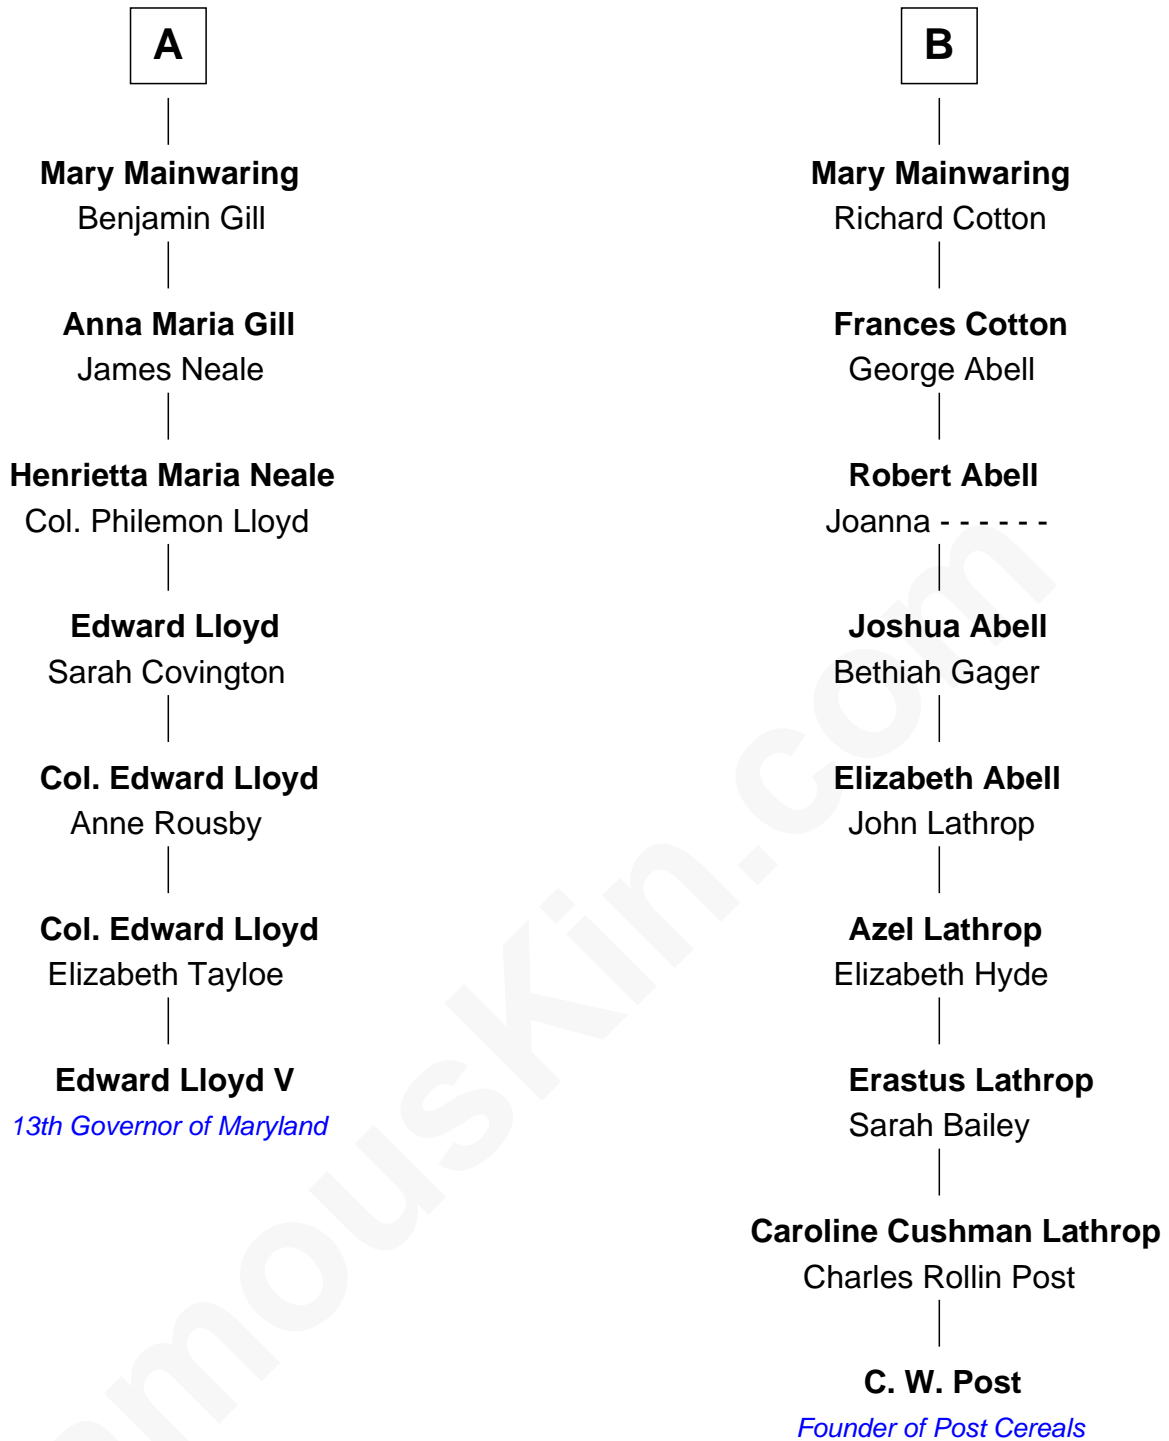 A
Mary Mainwaring
Benjamin Gill
Anna Maria Gill
James Neale
Henrietta Maria Neale
Col. Philemon Lloyd
Edward Lloyd
Sarah Covington
Col. Edward Lloyd
Anne Rousby
Col. Edward Lloyd
Elizabeth Tayloe
Edward Lloyd V
13th Governor of Maryland
B
Mary Mainwaring
Richard Cotton
Frances Cotton
George Abell
Robert Abell
Joanna - - - - - -
Joshua Abell
Bethiah Gager
Elizabeth Abell
John Lathrop
Azel Lathrop
Elizabeth Hyde
Erastus Lathrop
Sarah Bailey
Caroline Cushman Lathrop
Charles Rollin Post
C. W. Post
Founder of Post Cereals
amousKin.com